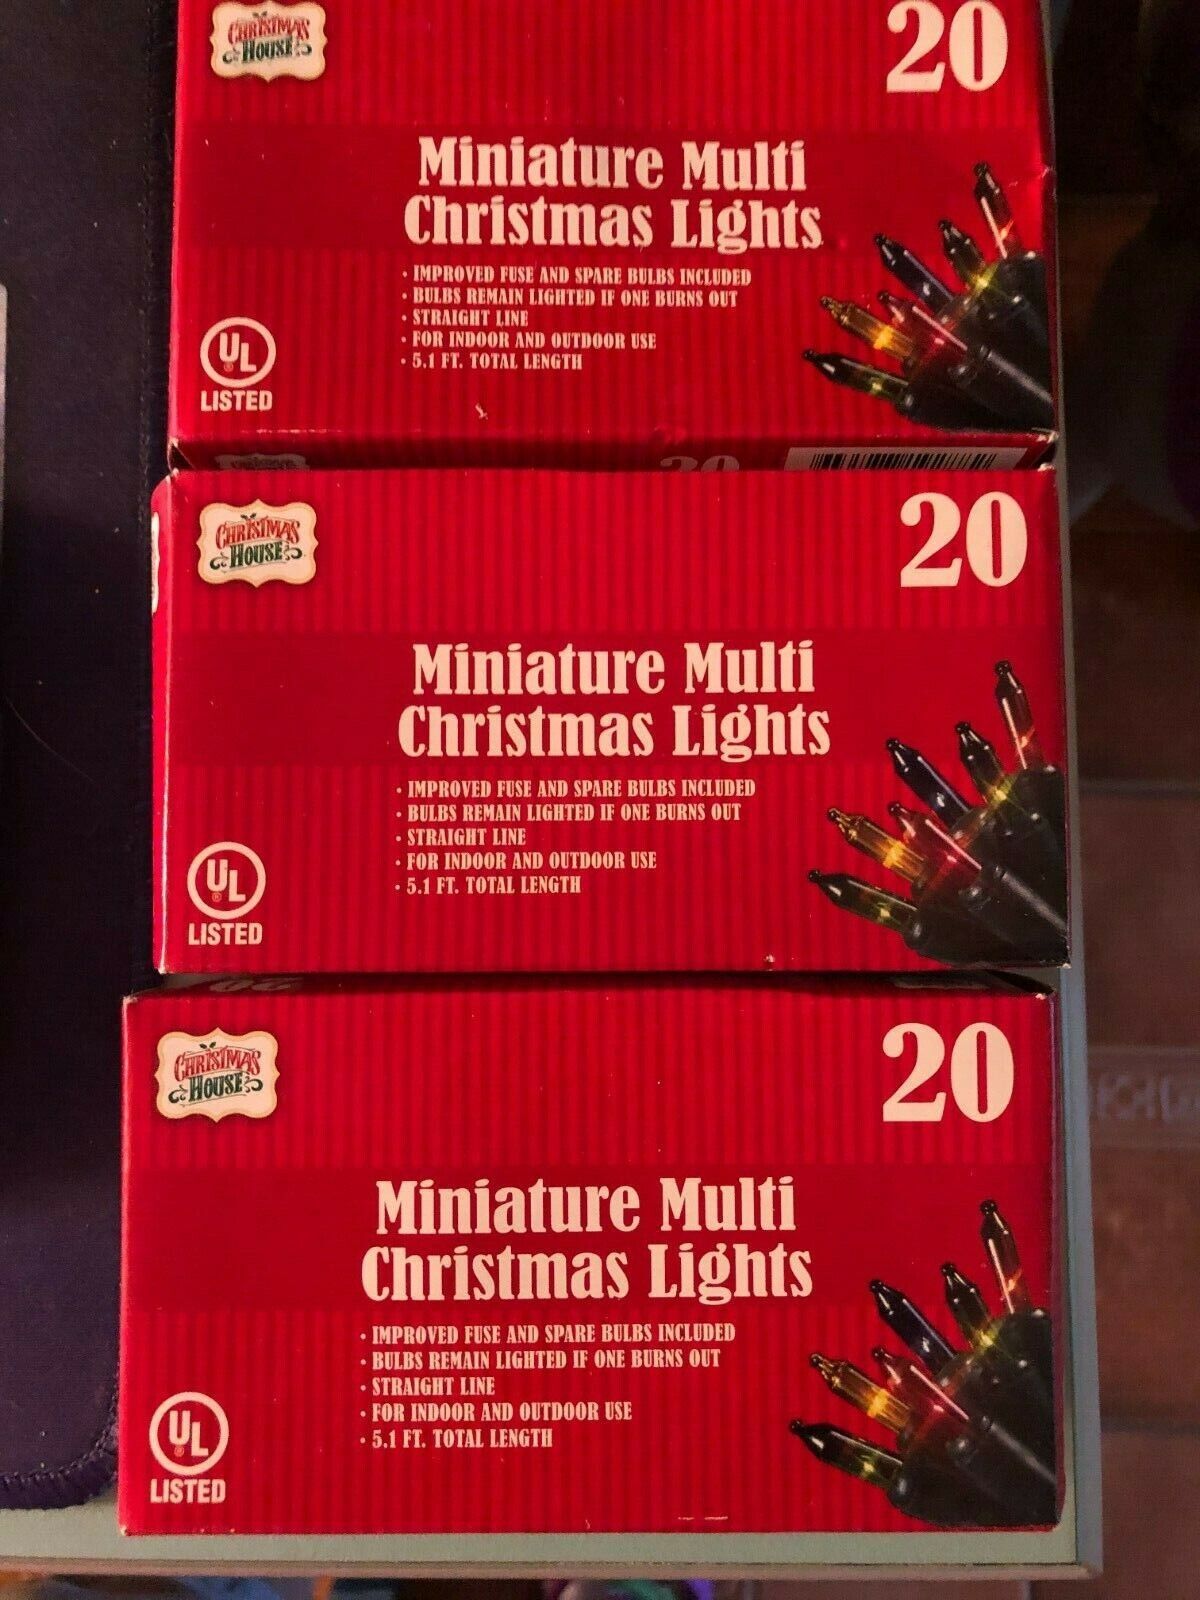 CHRISTMAS
HOUSE
20
Miniature Multi
Christmas Lights
• IMPROVED FUSE AND SPARE BULBS INCLUDED
• BULBS REMAIN LIGHTED IF ONE BURNS OUT
• STRAIGHT LINE
• FOR INDOOR AND OUTDOOR USE
• 5.1 FT. TOTAL LENGTH
UL
®
LISTED
20
CHRISTMAS
HOUSE
20
Miniature Multi
Christmas Lights
• IMPROVED FUSE AND SPARE BULBS INCLUDED
• BULBS REMAIN LIGHTED IF ONE BURNS OUT
• STRAIGHT LINE
• FOR INDOOR AND OUTDOOR USE
• 5.1 FT. TOTAL LENGTH
UL
®
LISTED
20
CHRISTMAS
HOUSE
20
Miniature Multi
Christmas Lights
• IMPROVED FUSE AND SPARE BULBS INCLUDED
• BULBS REMAIN LIGHTED IF ONE BURNS OUT
• STRAIGHT LINE
• FOR INDOOR AND OUTDOOR USE
• 5.1 FT. TOTAL LENGTH
UL
®
LISTED